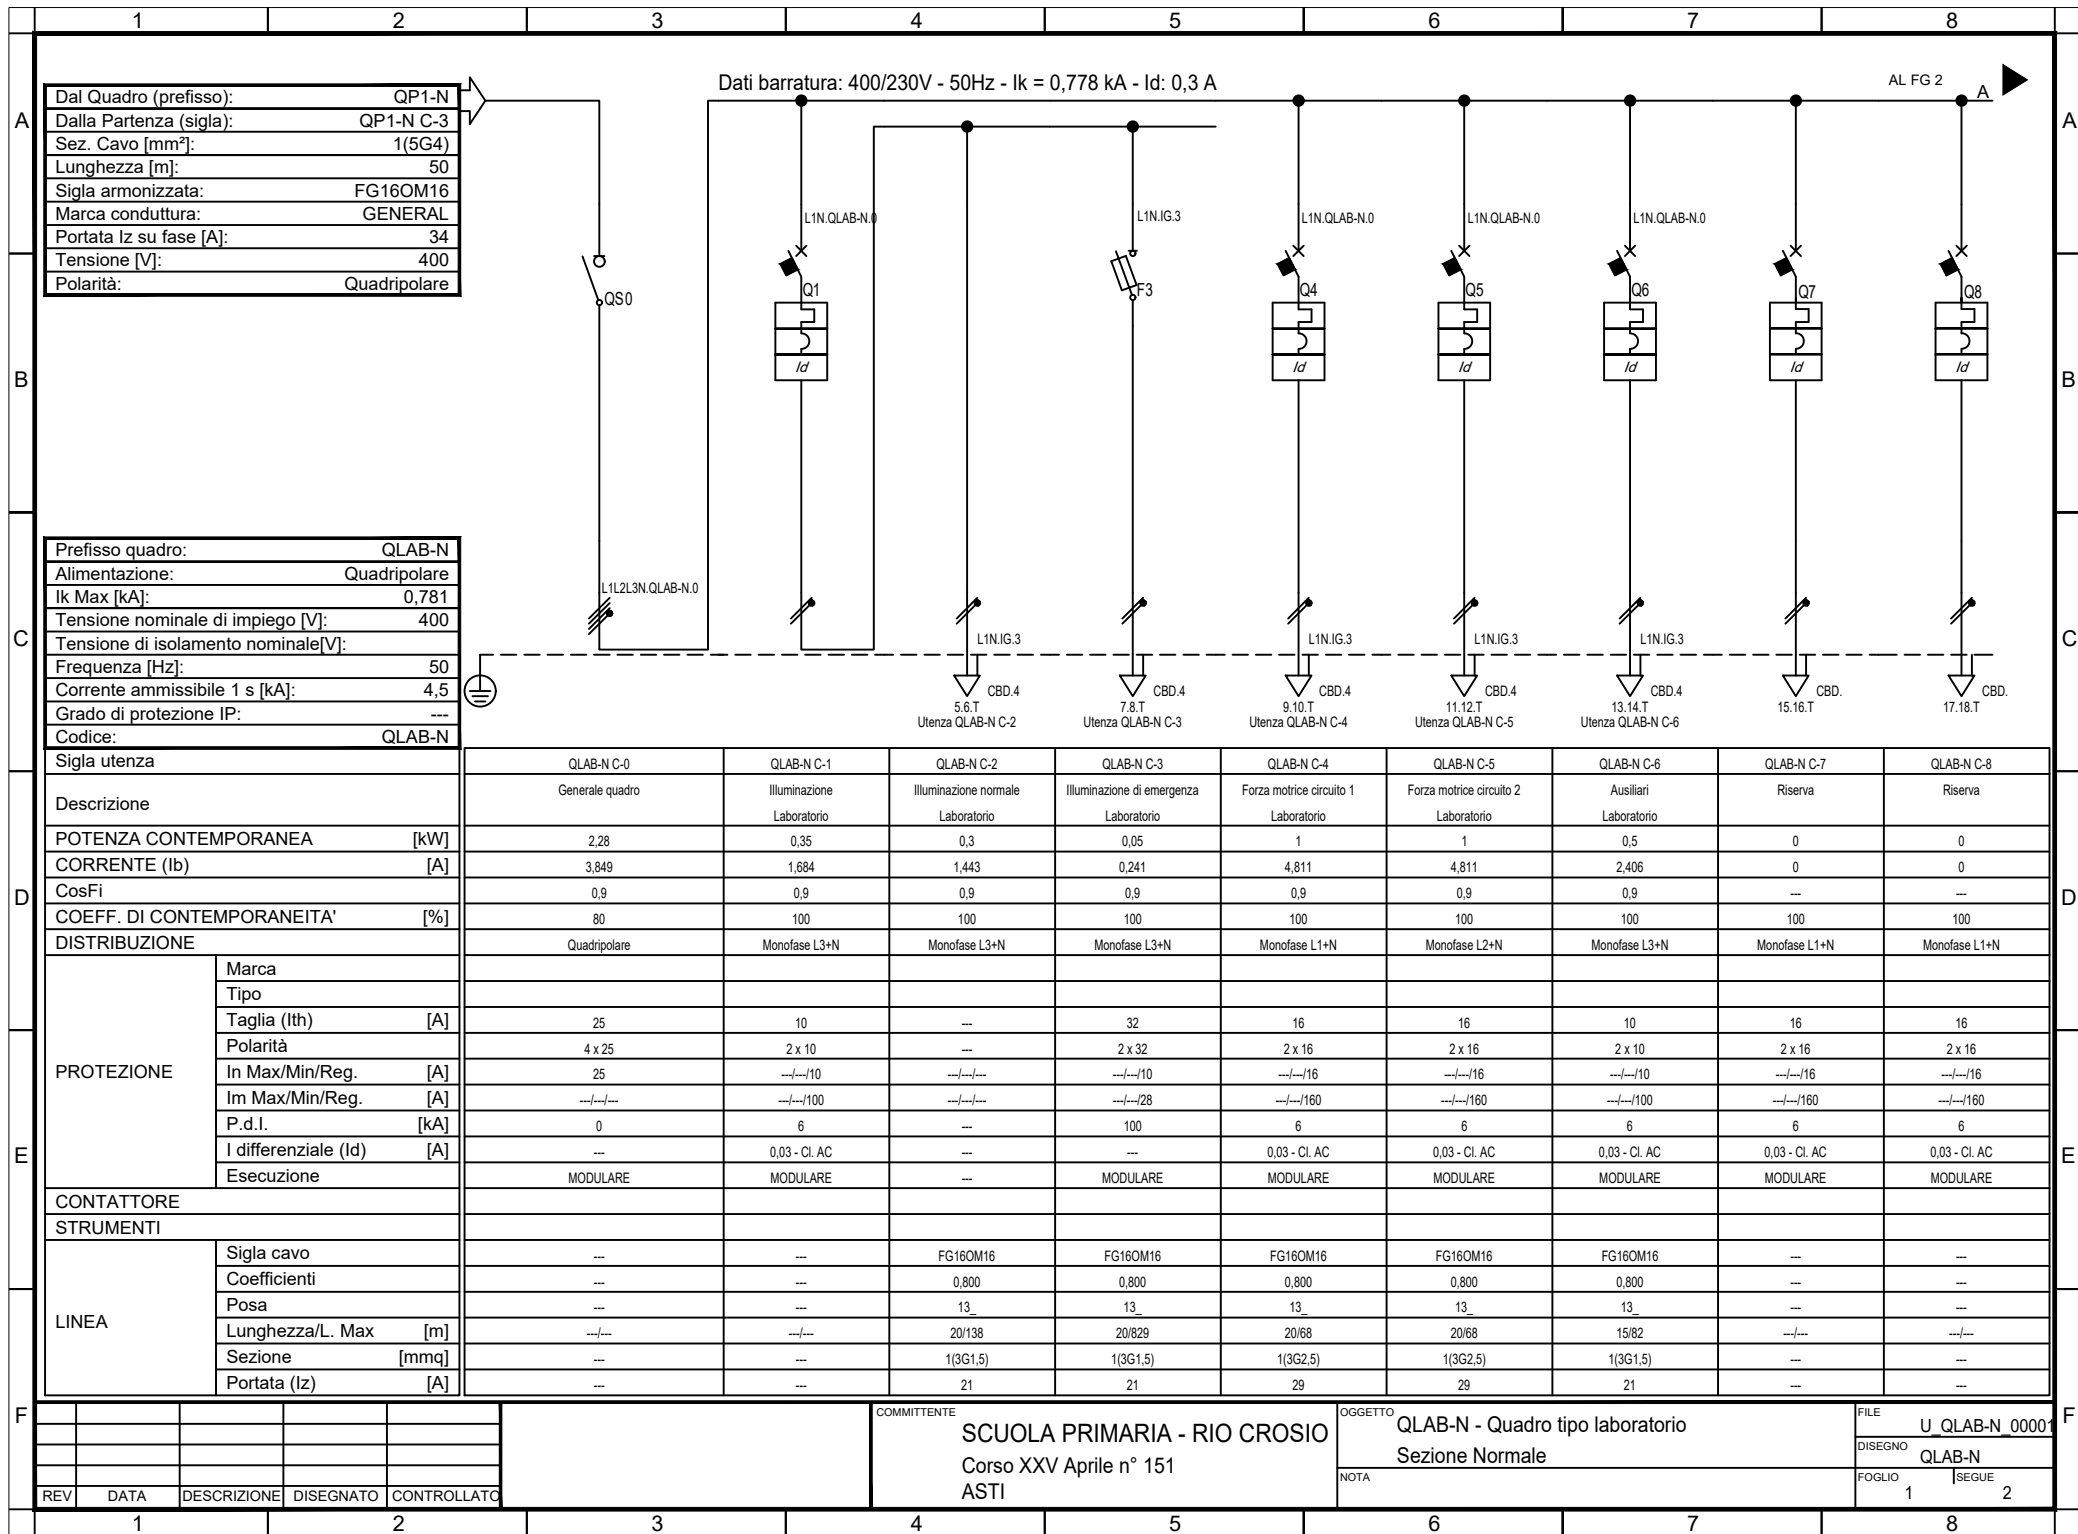 1 2 3 4 5 6 7 8
A
B
C
D
E
F
Dati barratura: 400/230V - 50Hz - Ik = 0,778 kA - Id: 0,3 A
AL FG 2
A
Dal Quadro (prefisso): QP1-N
Dalla Partenza (sigla): QP1-N C-3
Sez. Cavo [mm²]: 1(5G4)
Lunghezza [m]: 50
Sigla armonizzata: FG16OM16
Marca conduttura: GENERAL
Portata Iz su fase [A]: 34
Tensione [V]: 400
Polarità: Quadripolare
L1N.QLAB-N.0 L1N.IG.3 L1N.QLAB-N.0 L1N.QLAB-N.0 L1N.QLAB-N.0
QS0 Q1 F3 Q4 Q5 Q6 Q7 Q8
Id Id Id Id Id Id
Prefisso quadro: QLAB-N
Alimentazione: Quadripolare
Ik Max [kA]: 0,781
Tensione nominale di impiego [V]: 400
Tensione di isolamento nominale[V]:
Frequenza [Hz]: 50
Corrente ammissibile 1 s [kA]: 4,5
Grado di protezione IP: ---
Codice: QLAB-N
L1L2L3N.QLAB-N.0
L1N.IG.3 L1N.IG.3 L1N.IG.3 L1N.IG.3
CBD.4 CBD.4 CBD.4 CBD.4 CBD.4 CBD. CBD.
5.6.T 7.8.T 9.10.T 11.12.T 13.14.T 15.16.T 17.18.T
Utenza QLAB-N C-2 Utenza QLAB-N C-3 Utenza QLAB-N C-4 Utenza QLAB-N C-5 Utenza QLAB-N C-6
Sigla utenza QLAB-N C-0 QLAB-N C-1 QLAB-N C-2 QLAB-N C-3 QLAB-N C-4 QLAB-N C-5 QLAB-N C-6 QLAB-N C-7 QLAB-N C-8
Descrizione Generale quadro Illuminazione Illuminazione normale Illuminazione di emergenza Forza motrice circuito 1 Forza motrice circuito 2 Ausiliari Riserva Riserva
Laboratorio Laboratorio Laboratorio Laboratorio Laboratorio Laboratorio
POTENZA CONTEMPORANEA [kW] 2,28 0,35 0,3 0,05 1 1 0,5 0 0
CORRENTE (Ib) [A] 3,849 1,684 1,443 0,241 4,811 4,811 2,406 0 0
CosFi 0,9 0,9 0,9 0,9 0,9 0,9 0,9 --- ---
COEFF. DI CONTEMPORANEITA' [%] 80 100 100 100 100 100 100 100 100
DISTRIBUZIONE Quadripolare Monofase L3+N Monofase L3+N Monofase L3+N Monofase L1+N Monofase L2+N Monofase L3+N Monofase L1+N Monofase L1+N
PROTEZIONE
Marca
Tipo
Taglia (Ith) [A] 25 10 --- 32 16 16 10 16 16
Polarità 4 x 25 2 x 10 --- 2 x 32 2 x 16 2 x 16 2 x 10 2 x 16 2 x 16
In Max/Min/Reg. [A] 25 ---/---/10 ---/---/--- ---/---/10 ---/---/16 ---/---/16 ---/---/10 ---/---/16 ---/---/16
Im Max/Min/Reg. [A] ---/---/--- ---/---/100 ---/---/--- ---/---/28 ---/---/160 ---/---/160 ---/---/100 ---/---/160 ---/---/160
P.d.I. [kA] 0 6 --- 100 6 6 6 6 6
I differenziale (Id) [A] --- 0,03 - Cl. AC --- --- 0,03 - Cl. AC 0,03 - Cl. AC 0,03 - Cl. AC 0,03 - Cl. AC 0,03 - Cl. AC
Esecuzione MODULARE MODULARE --- MODULARE MODULARE MODULARE MODULARE MODULARE MODULARE
CONTATTORE
STRUMENTI
LINEA
Sigla cavo --- --- FG16OM16 FG16OM16 FG16OM16 FG16OM16 FG16OM16 --- ---
Coefficienti --- --- 0,800 0,800 0,800 0,800 0,800 --- ---
Posa --- --- 13_ 13_ 13_ 13_ 13_ --- ---
Lunghezza/L. Max [m] ---/--- ---/--- 20/138 20/829 20/68 20/68 15/82 ---/--- ---/---
Sezione [mmq] --- --- 1(3G1,5) 1(3G1,5) 1(3G2,5) 1(3G2,5) 1(3G1,5) --- ---
Portata (Iz) [A] --- --- 21 21 29 29 21 --- ---
REV DATA DESCRIZIONE DISEGNATO CONTROLLATO
COMMITTENTE
SCUOLA PRIMARIA - RIO CROSIO
Corso XXV Aprile n° 151
ASTI
OGGETTO
QLAB-N - Quadro tipo laboratorio
Sezione Normale
NOTA
FILE
U_QLAB-N_00001
DISEGNO
QLAB-N
FOGLIO SEGUE
1 2
A
B
C
D
E
F
1 2 3 4 5 6 7 8